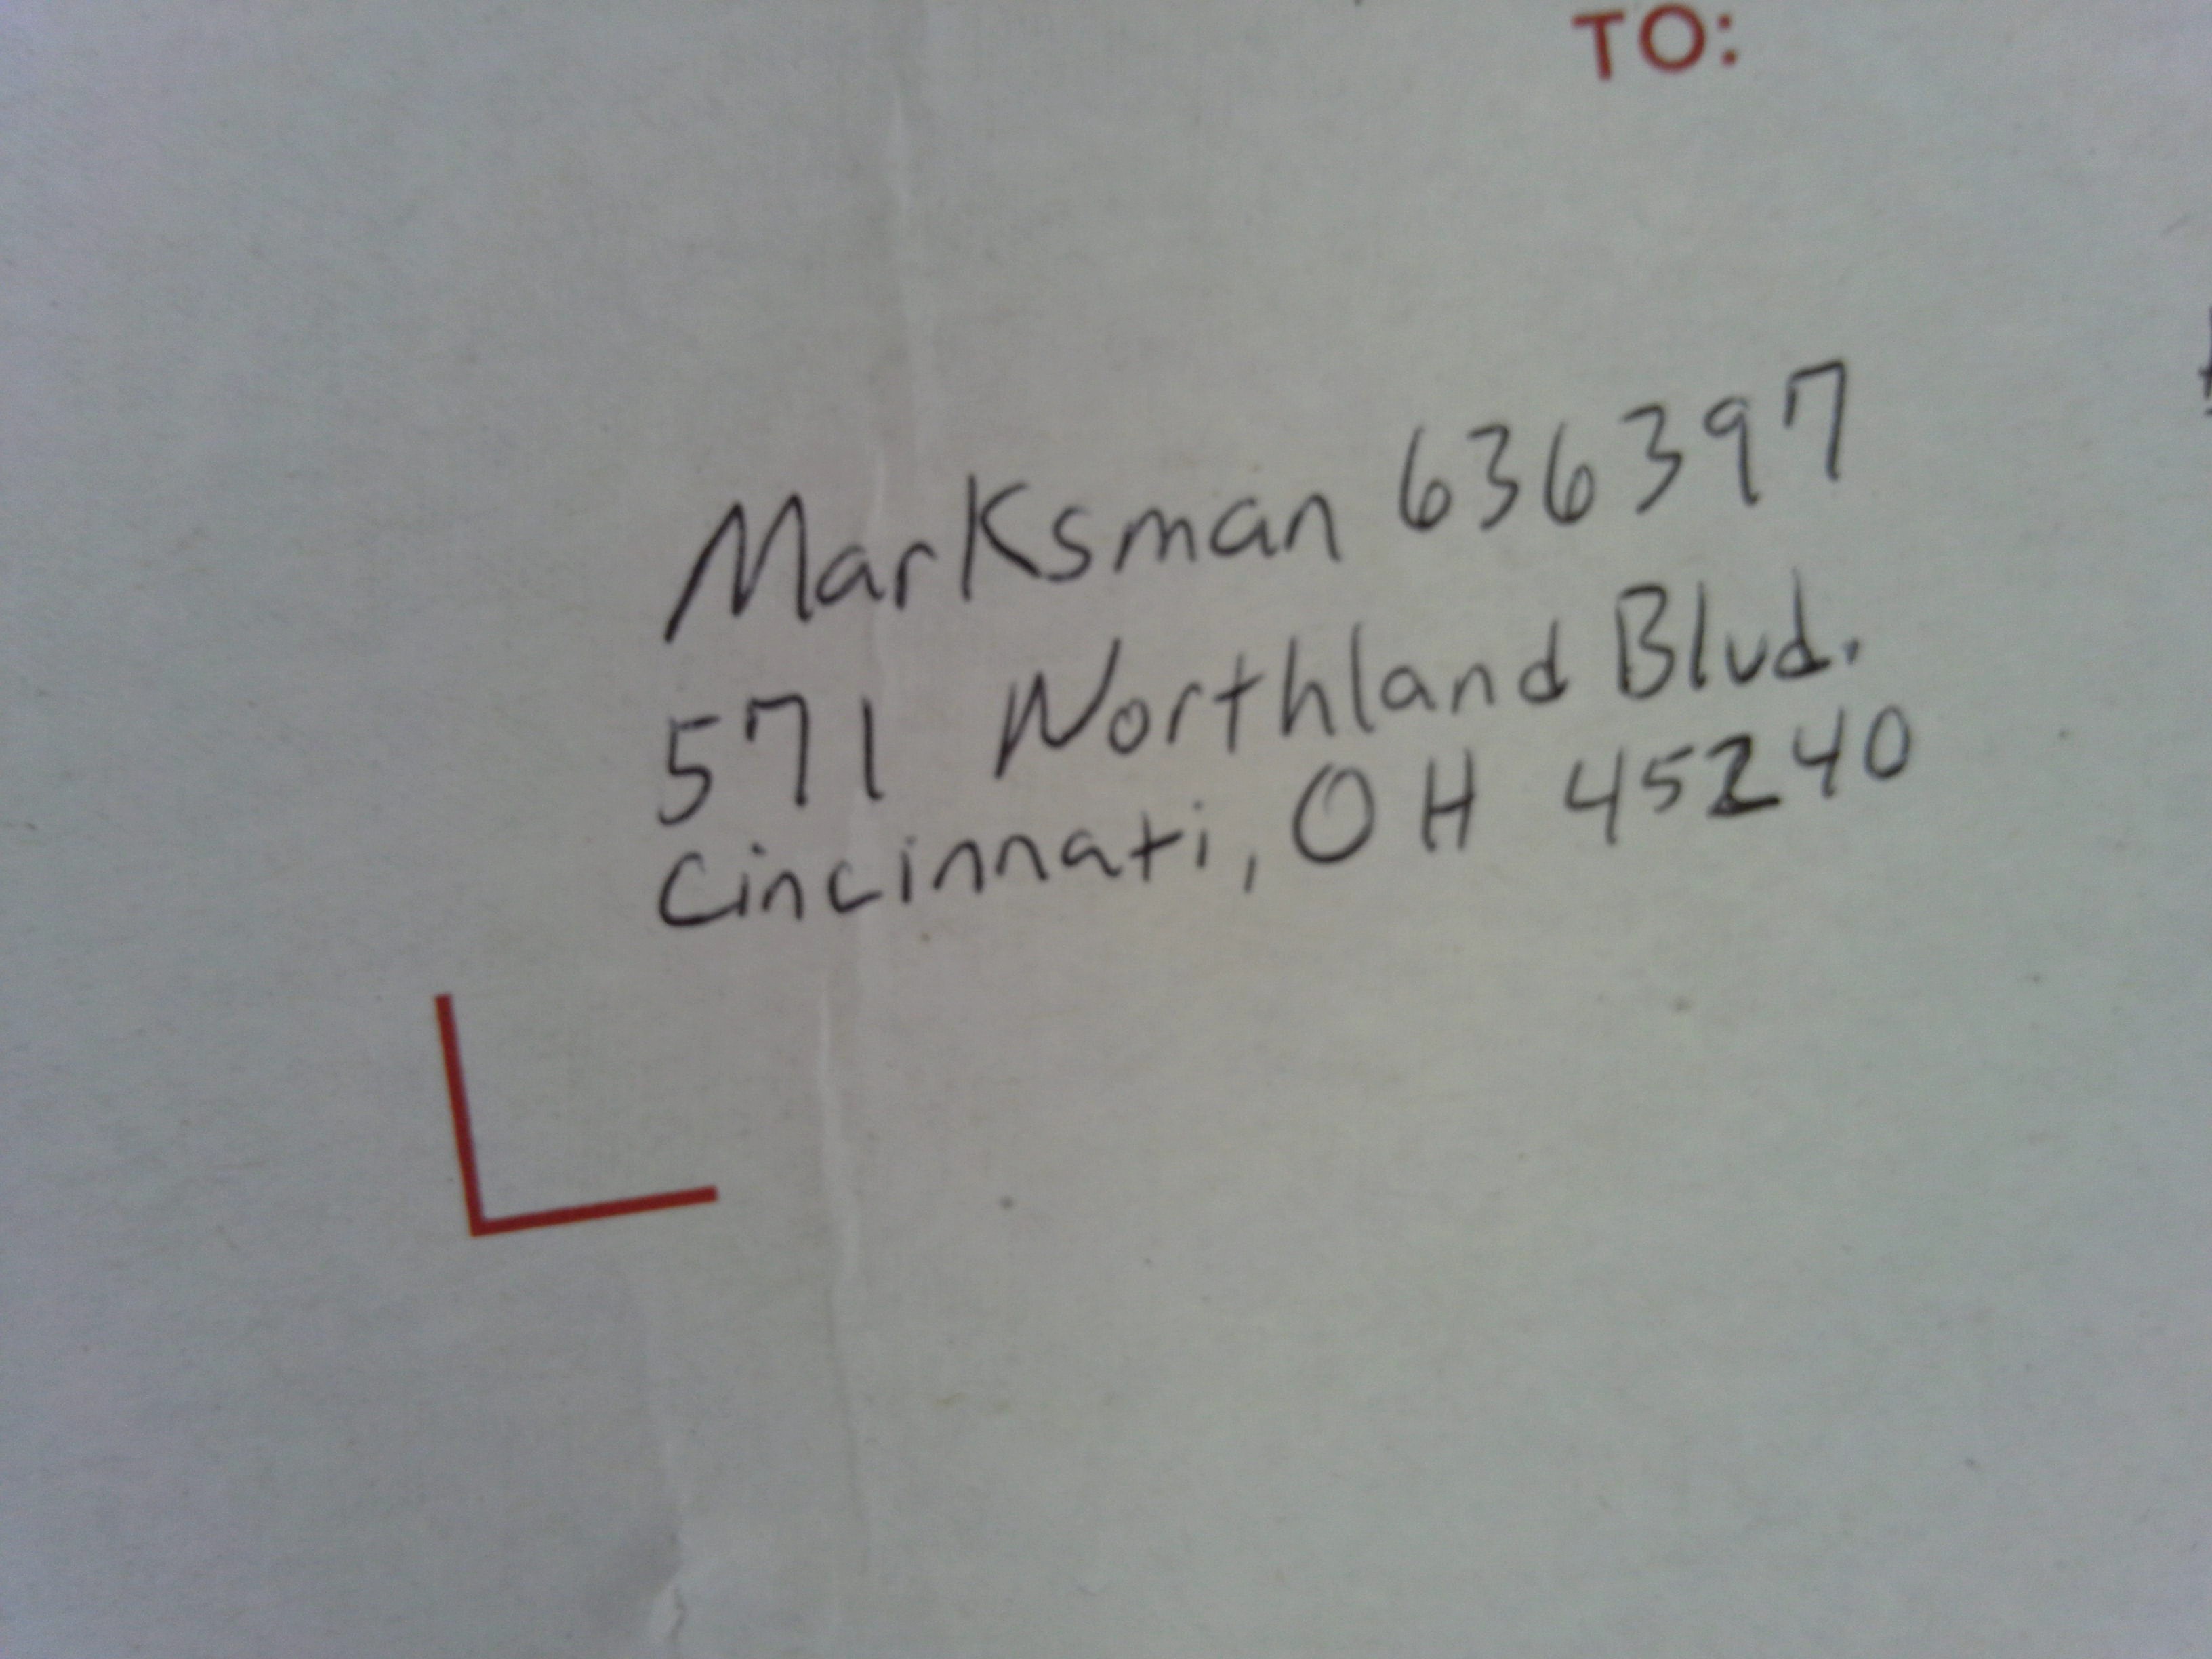 TO:
Marksman 636397
571 Northland Blvd.
Cincinnati, OH 45240